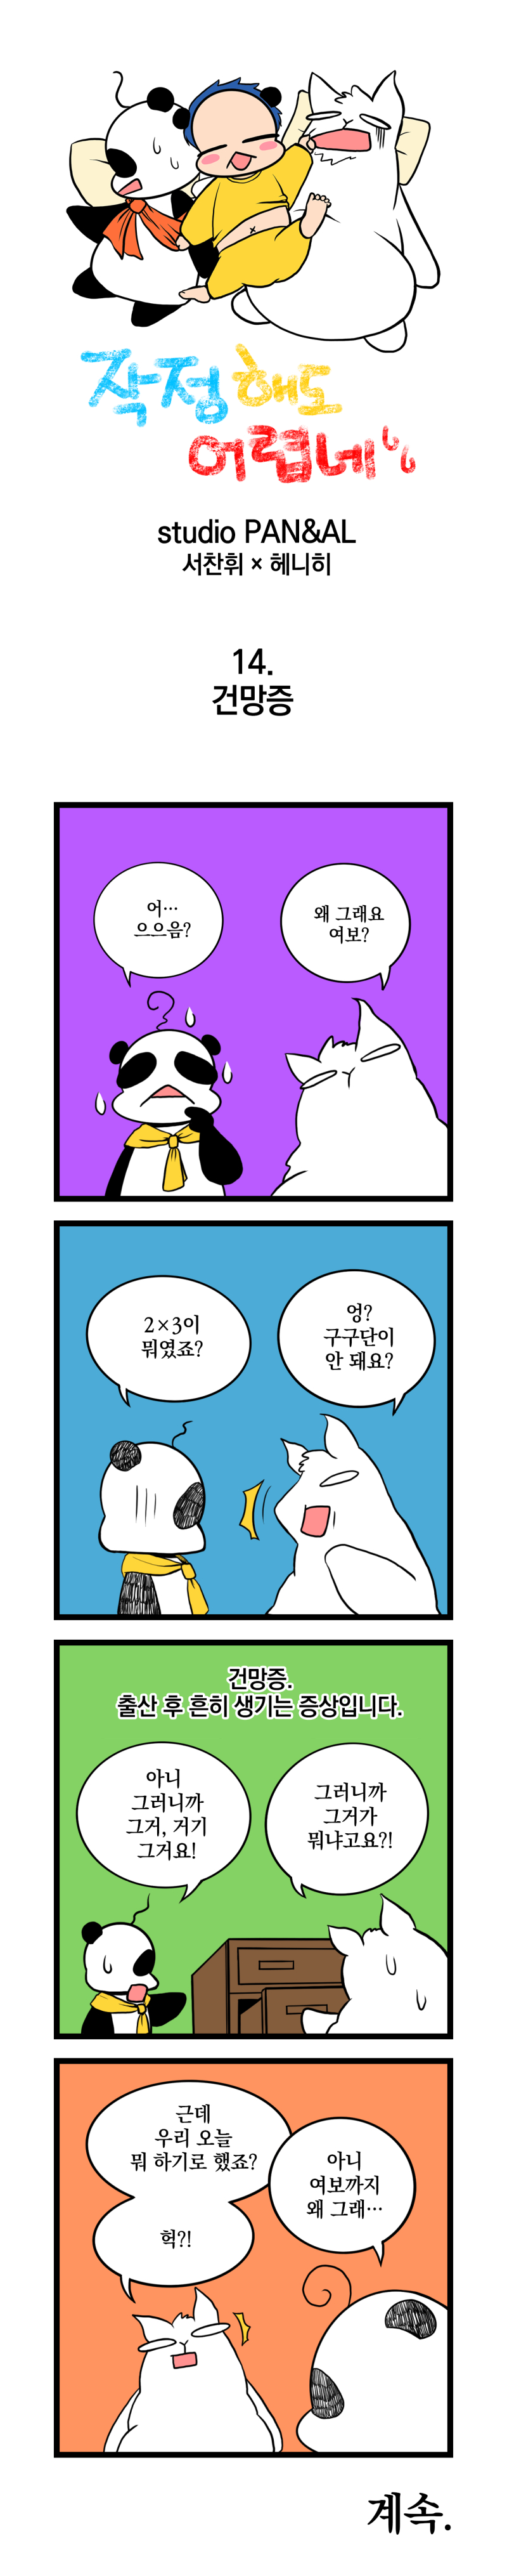 작정해도
어렵네
studio PAN&AL
서찬휘 × 헤니히
14.
건망증
어…
으으음?
왜 그래요
여보?
2×3이
뭐였죠?
엉?
구구단이
안 돼요?
건망증.
출산 후 흔히 생기는 증상입니다.
아니
그러니까
그거, 거기
그거요!
그러니까
그거가
뭐냐고요?!
근데
우리 오늘
뭐 하기로 했죠?
헉?!
아니
여보까지
왜 그래…
계속.